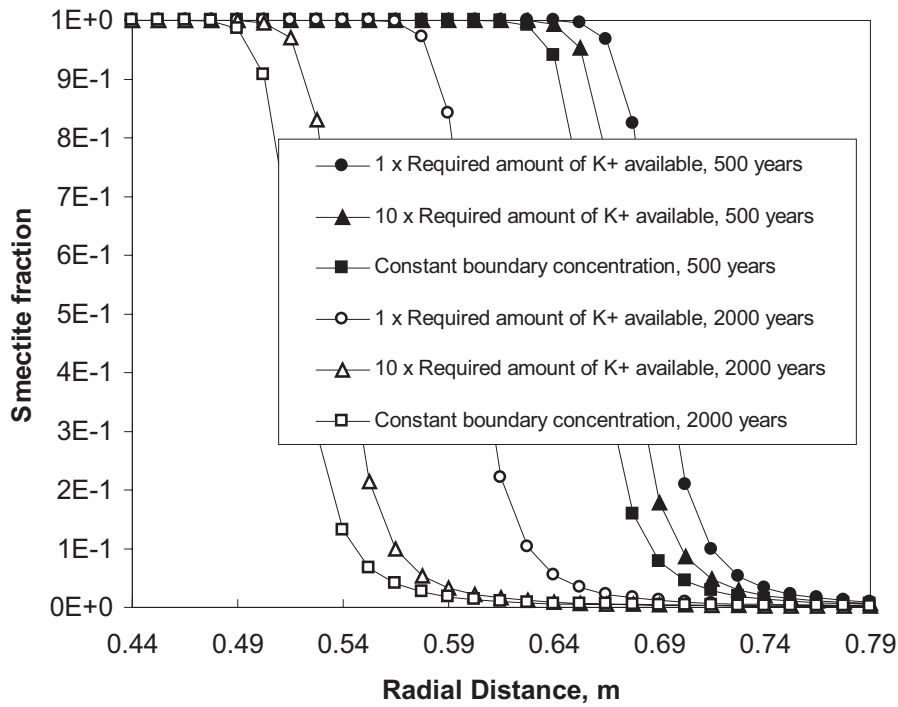 1E+0
9E-1
8E-1
7E-1
6E-1
5E-1
4E-1
3E-1
2E-1
1E-1
0E+0
Smectite fraction
1 x Required amount of K+ available, 500 years
10 x Required amount of K+ available, 500 years
Constant boundary concentration, 500 years
1 x Required amount of K+ available, 2000 years
10 x Required amount of K+ available, 2000 years
Constant boundary concentration, 2000 years
0.44 0.49 0.54 0.59 0.64 0.69 0.74 0.79
Radial Distance, m